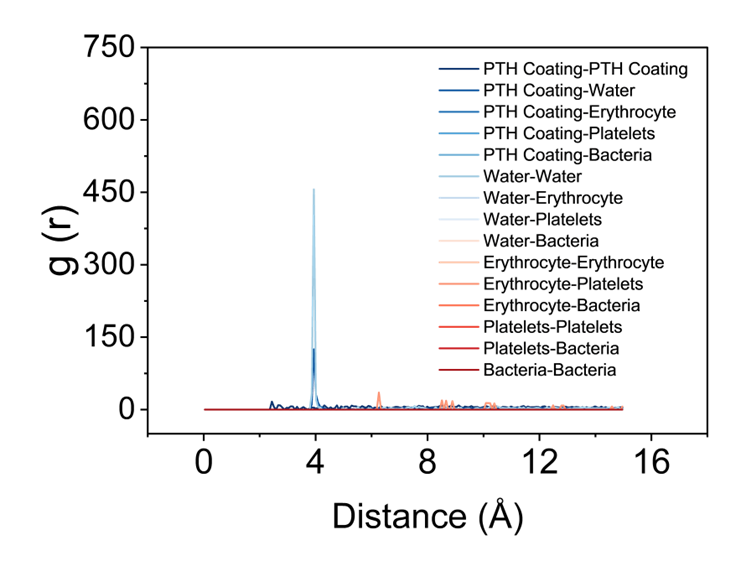 750
600
450
300
150
0
g (r)
PTH Coating-PTH Coating
PTH Coating-Water
PTH Coating-Erythrocyte
PTH Coating-Platelets
PTH Coating-Bacteria
Water-Water
Water-Erythrocyte
Water-Platelets
Water-Bacteria
Erythrocyte-Erythrocyte
Erythrocyte-Platelets
Erythrocyte-Bacteria
Platelets-Platelets
Platelets-Bacteria
Bacteria-Bacteria
0 4 8 12 16
Distance (Å)